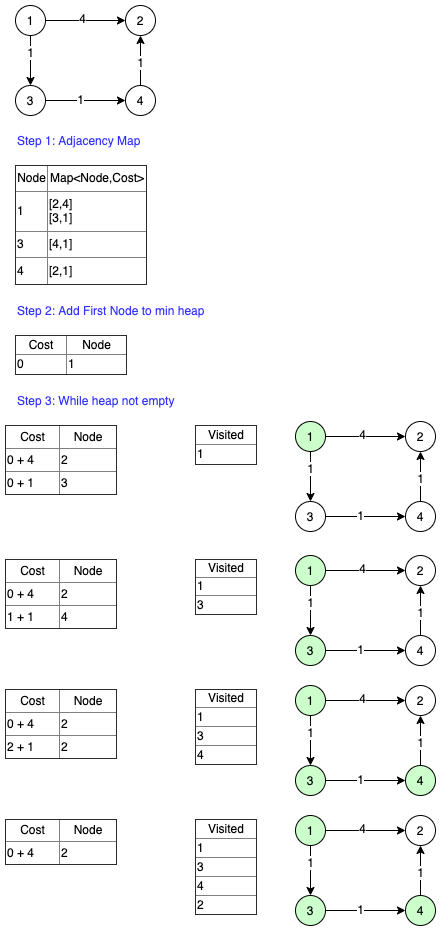 1 4 2
1 1
3 1 4
Step 1: Adjacency Map
Node Map<Node,Cost>
1 [2,4]
[3,1]
3 [4,1]
4 [2,1]
Step 2: Add First Node to min heap
Cost Node
0 1
Step 3: While heap not empty
Cost Node Visited 1 4 2
0 + 4 2 1
0 + 1 3 1 1
3 1 4
Cost Node Visited 1 4 2
0 + 4 2 1
1 + 1 4 3 1 1
3 1 4
Cost Node Visited 1 4 2
0 + 4 2 1
2 + 1 2 3 1 1
4
3 1 4
Cost Node Visited 1 4 2
0 + 4 2 1
3 1 1
4
2 3 1 4